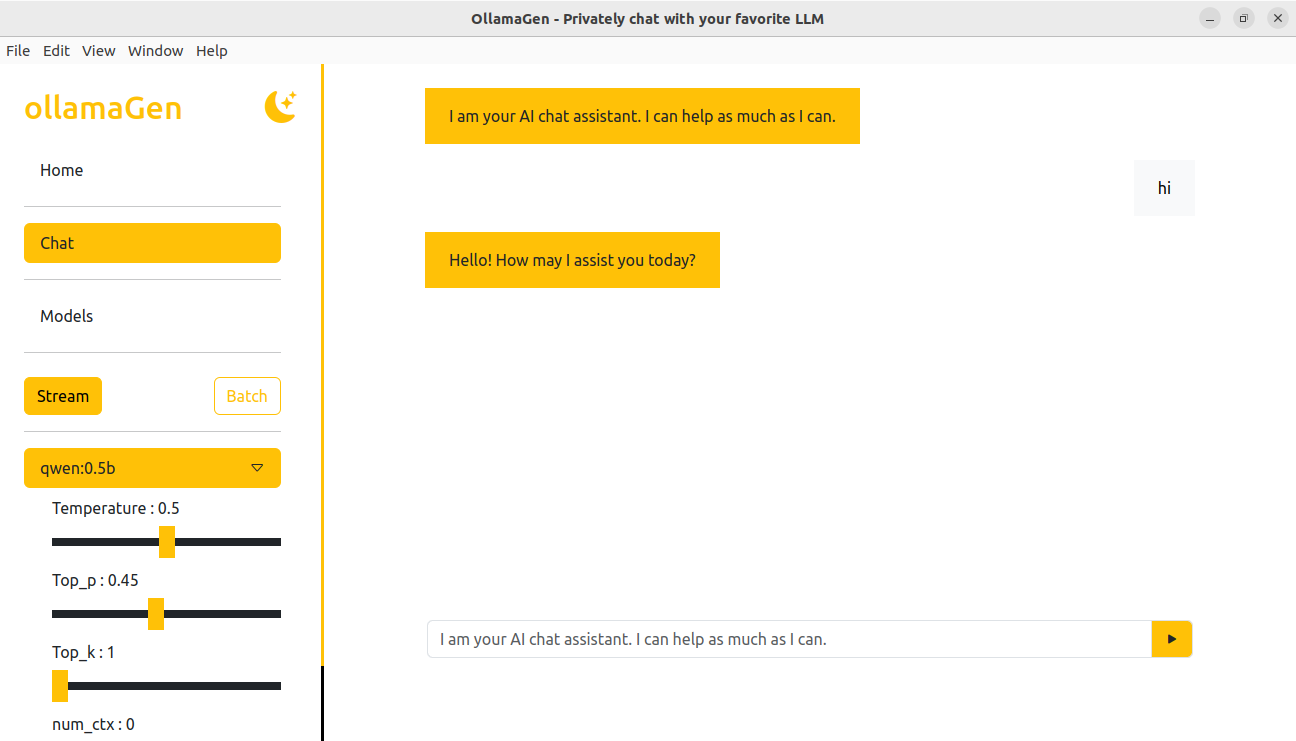 OllamaGen - Privately chat with your favorite LLM
File Edit View Window Help
ollamaGen
Home
Chat
Models
Stream Batch
qwen:0.5b
Temperature : 0.5
Top_p : 0.45
Top_k : 1
num_ctx : 0
I am your AI chat assistant. I can help as much as I can.
hi
Hello! How may I assist you today?
I am your AI chat assistant. I can help as much as I can.